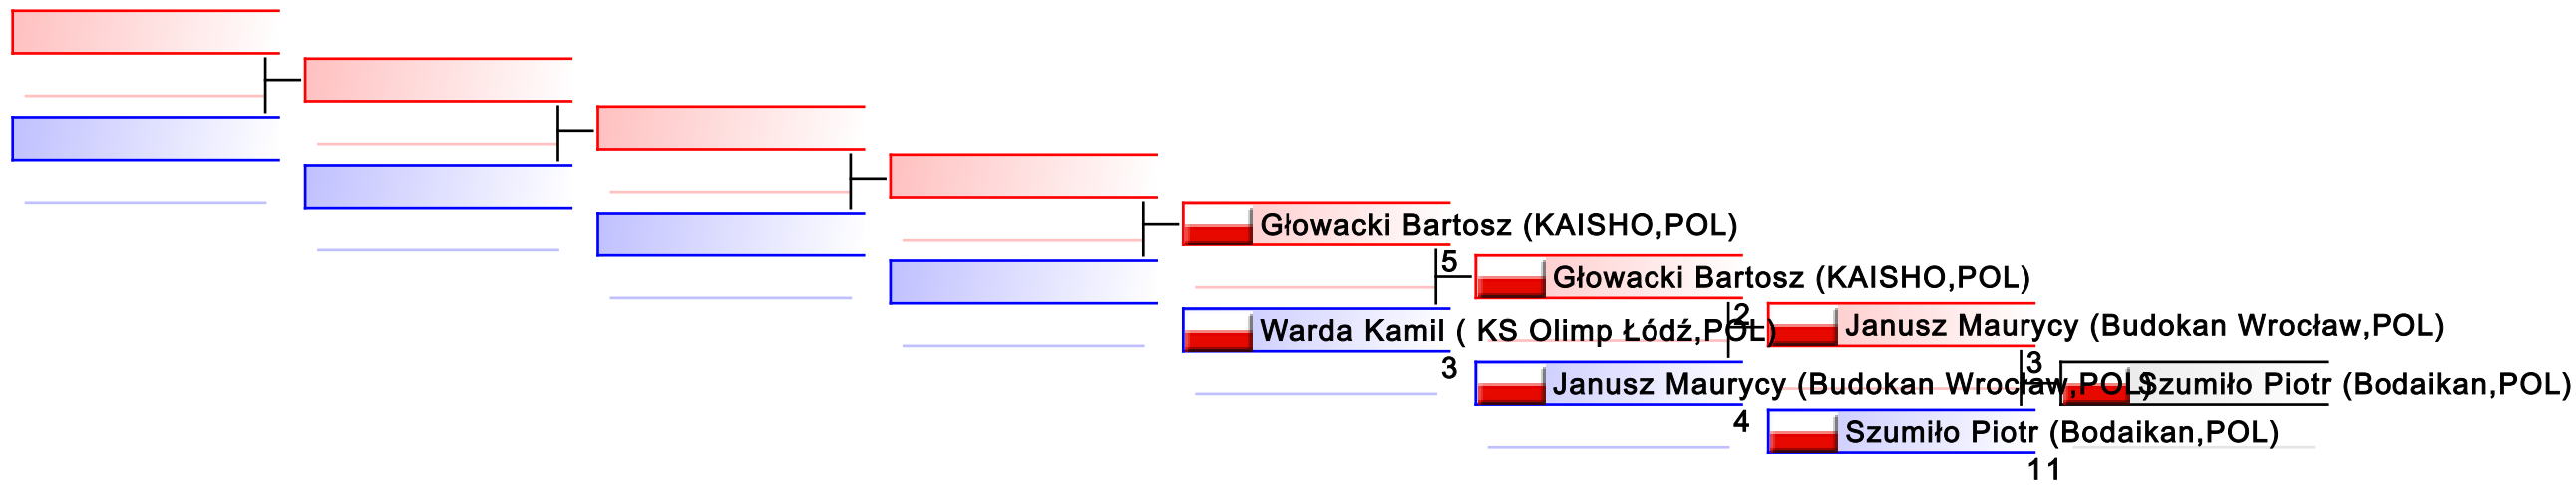 Głowacki Bartosz (KAISHO,POL)
5
Głowacki Bartosz (KAISHO,POL)
Warda Kamil ( KS Olimp Łódź,POL)
2
Janusz Maurycy (Budokan Wrocław,POL)
3
Janusz Maurycy (Budokan Wrocław,POL)
3
Szumiło Piotr (Bodaikan,POL)
4
Szumiło Piotr (Bodaikan,POL)
11